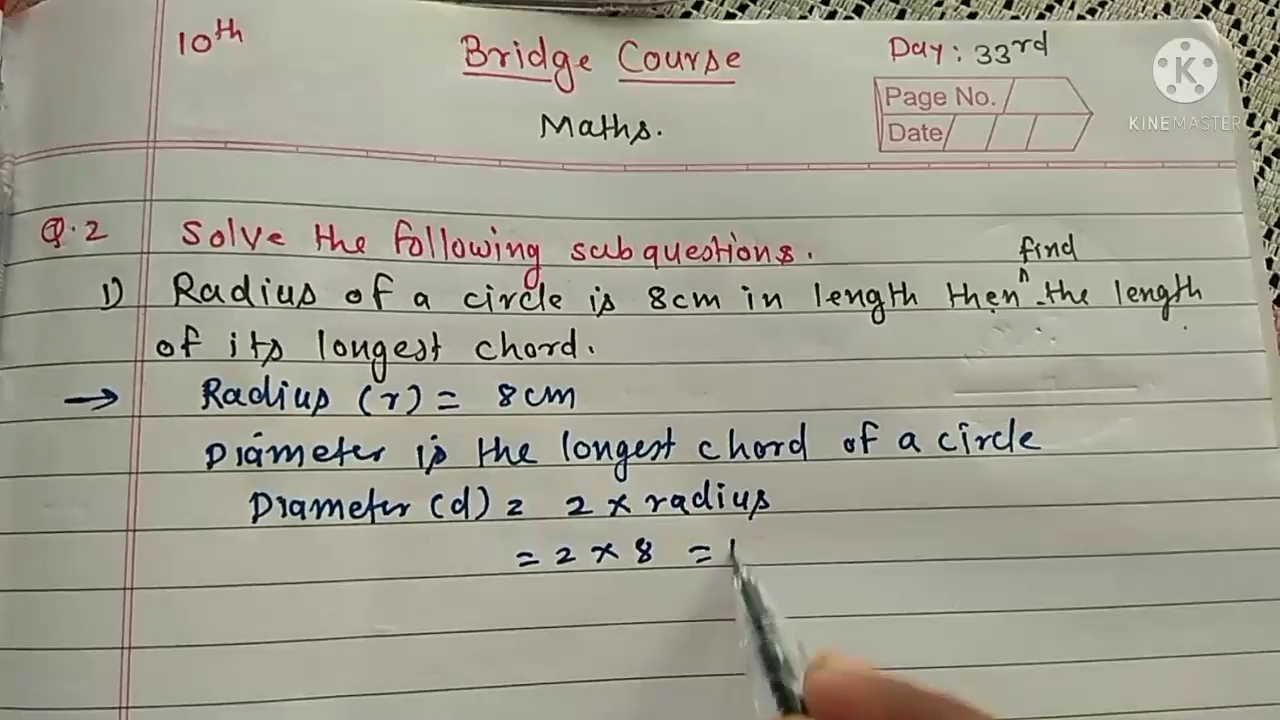 10th
Bridge Course
Day: 33rd
Maths.
Page No.
Date
K
KINEMASTER
Q.2 Solve the following subquestions.
find
1) Radius of a circle is 8cm in length then ^ the length
of its longest chord.
→ Radius (r) = 8cm
Diameter is the longest chord of a circle
Diameter (d) = 2 × radius
= 2 × 8 = 1